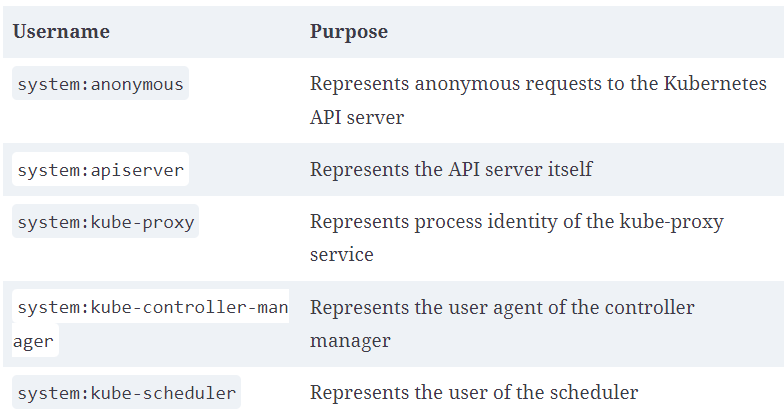 Username Purpose
system:anonymous Represents anonymous requests to the Kubernetes
API server
system:apiserver Represents the API server itself
system:kube-proxy Represents process identity of the kube-proxy
service
system:kube-controller-man Represents the user agent of the controller
ager manager
system:kube-scheduler Represents the user of the scheduler